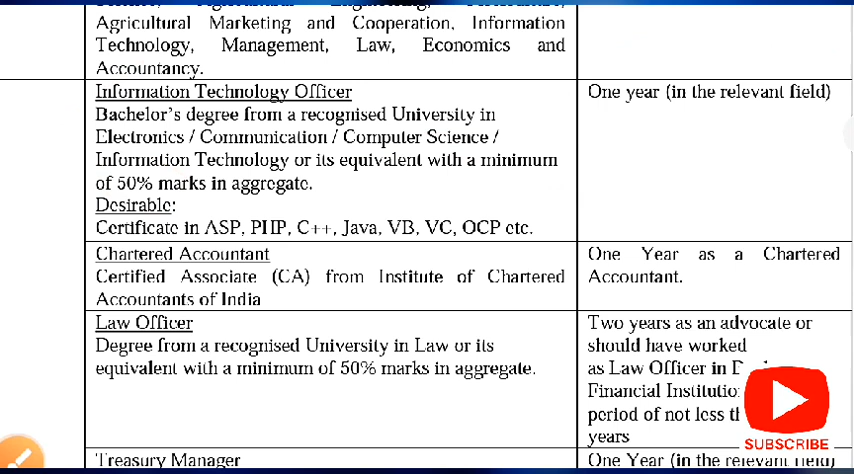 Agricultural Marketing and Cooperation, Information
Technology, Management, Law, Economics and
Accountancy.
Information Technology Officer
Bachelor's degree from a recognised University in
Electronics / Communication / Computer Science /
Information Technology or its equivalent with a minimum
of 50% marks in aggregate.
Desirable:
Certificate in ASP, PHP, C++, Java, VB, VC, OCP etc.
One year (in the relevant field)
Chartered Accountant
Certified Associate (CA) from Institute of Chartered
Accountants of India
One Year as a Chartered
Accountant.
Law Officer
Degree from a recognised University in Law or its
equivalent with a minimum of 50% marks in aggregate.
Two years as an advocate or
should have worked
as Law Officer in
Financial
period of not less
years
Treasury Manager
One Year (in the relevant field)
SUBSCRIBE